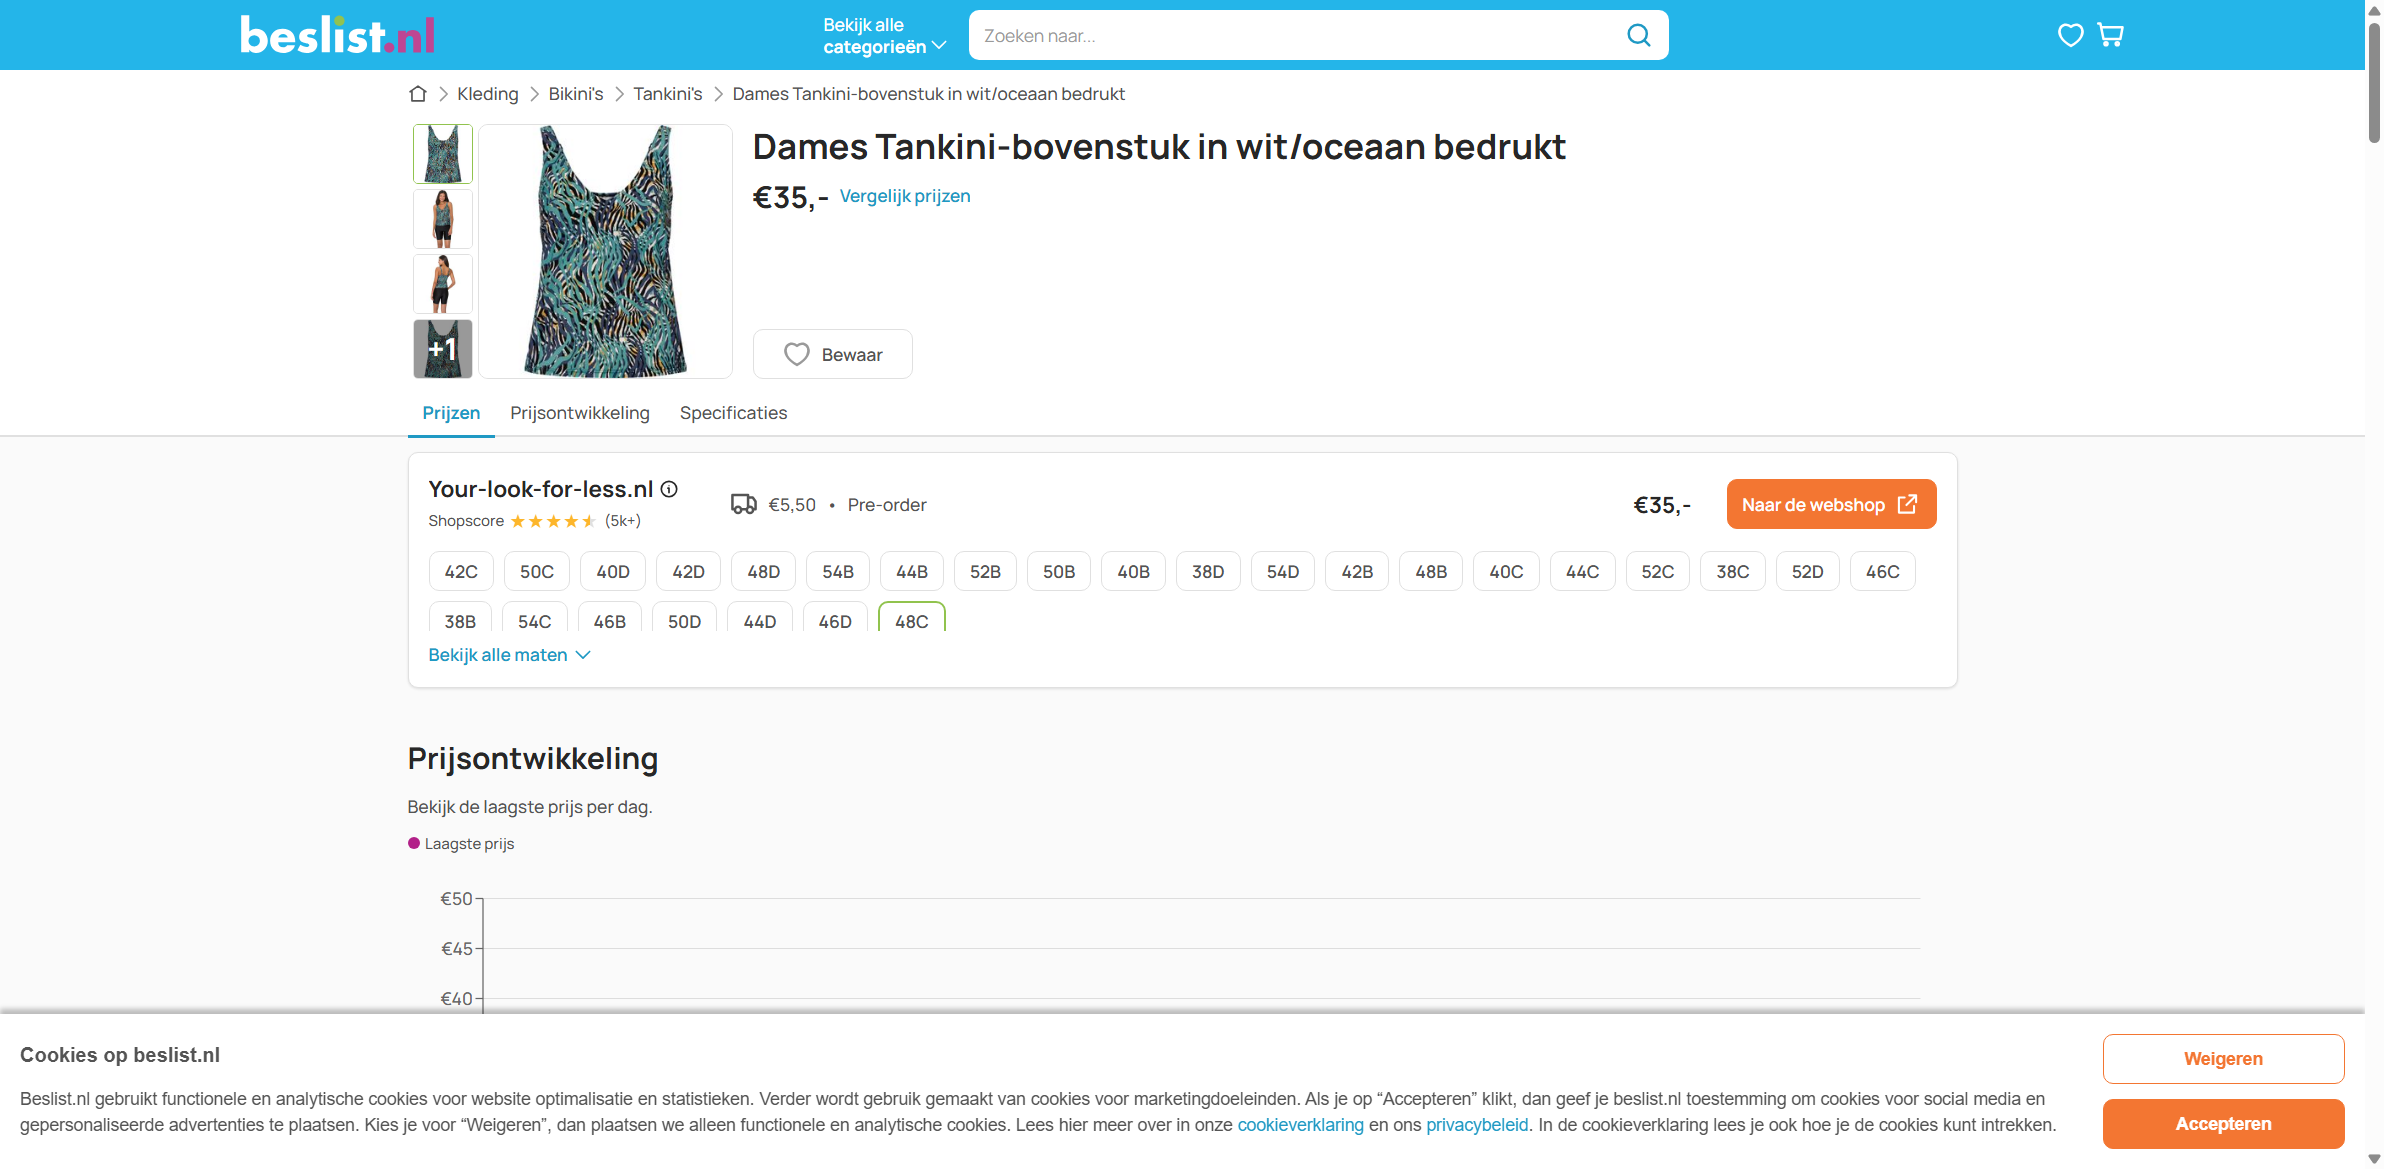 beslist.nl
Bekijk alle
categorieën
Zoeken naar...
Kleding
Bikini's
Tankini's
Dames Tankini-bovenstuk in wit/oceaan bedrukt
Dames Tankini-bovenstuk in wit/oceaan bedrukt
€35,- Vergelijk prijzen
+1
Bewaar
Prijzen
Prijsontwikkeling
Specificaties
Your-look-for-less.nl
Shopscore (5k+)
€5,50 • Pre-order
€35,-
Naar de webshop
42C 50C 40D 42D 48D 54B 44B 52B 50B 40B 38D 54D 42B 48B 40C 44C 52C 38C 52D 46C
38B 54C 46B 50D 44D 46D 48C
Bekijk alle maten
Prijsontwikkeling
Bekijk de laagste prijs per dag.
Laagste prijs
€50
€45
€40
Cookies op beslist.nl
Beslist.nl gebruikt functionele en analytische cookies voor website optimalisatie en statistieken. Verder wordt gebruik gemaakt van cookies voor marketingdoeleinden. Als je op “Accepteren” klikt, dan geef je beslist.nl toestemming om cookies voor social media en
gepersonaliseerde advertenties te plaatsen. Kies je voor “Weigeren”, dan plaatsen we alleen functionele en analytische cookies. Lees hier meer over in onze cookieverklaring en ons privacybeleid. In de cookieverklaring lees je ook hoe je de cookies kunt intrekken.
Weigeren
Accepteren